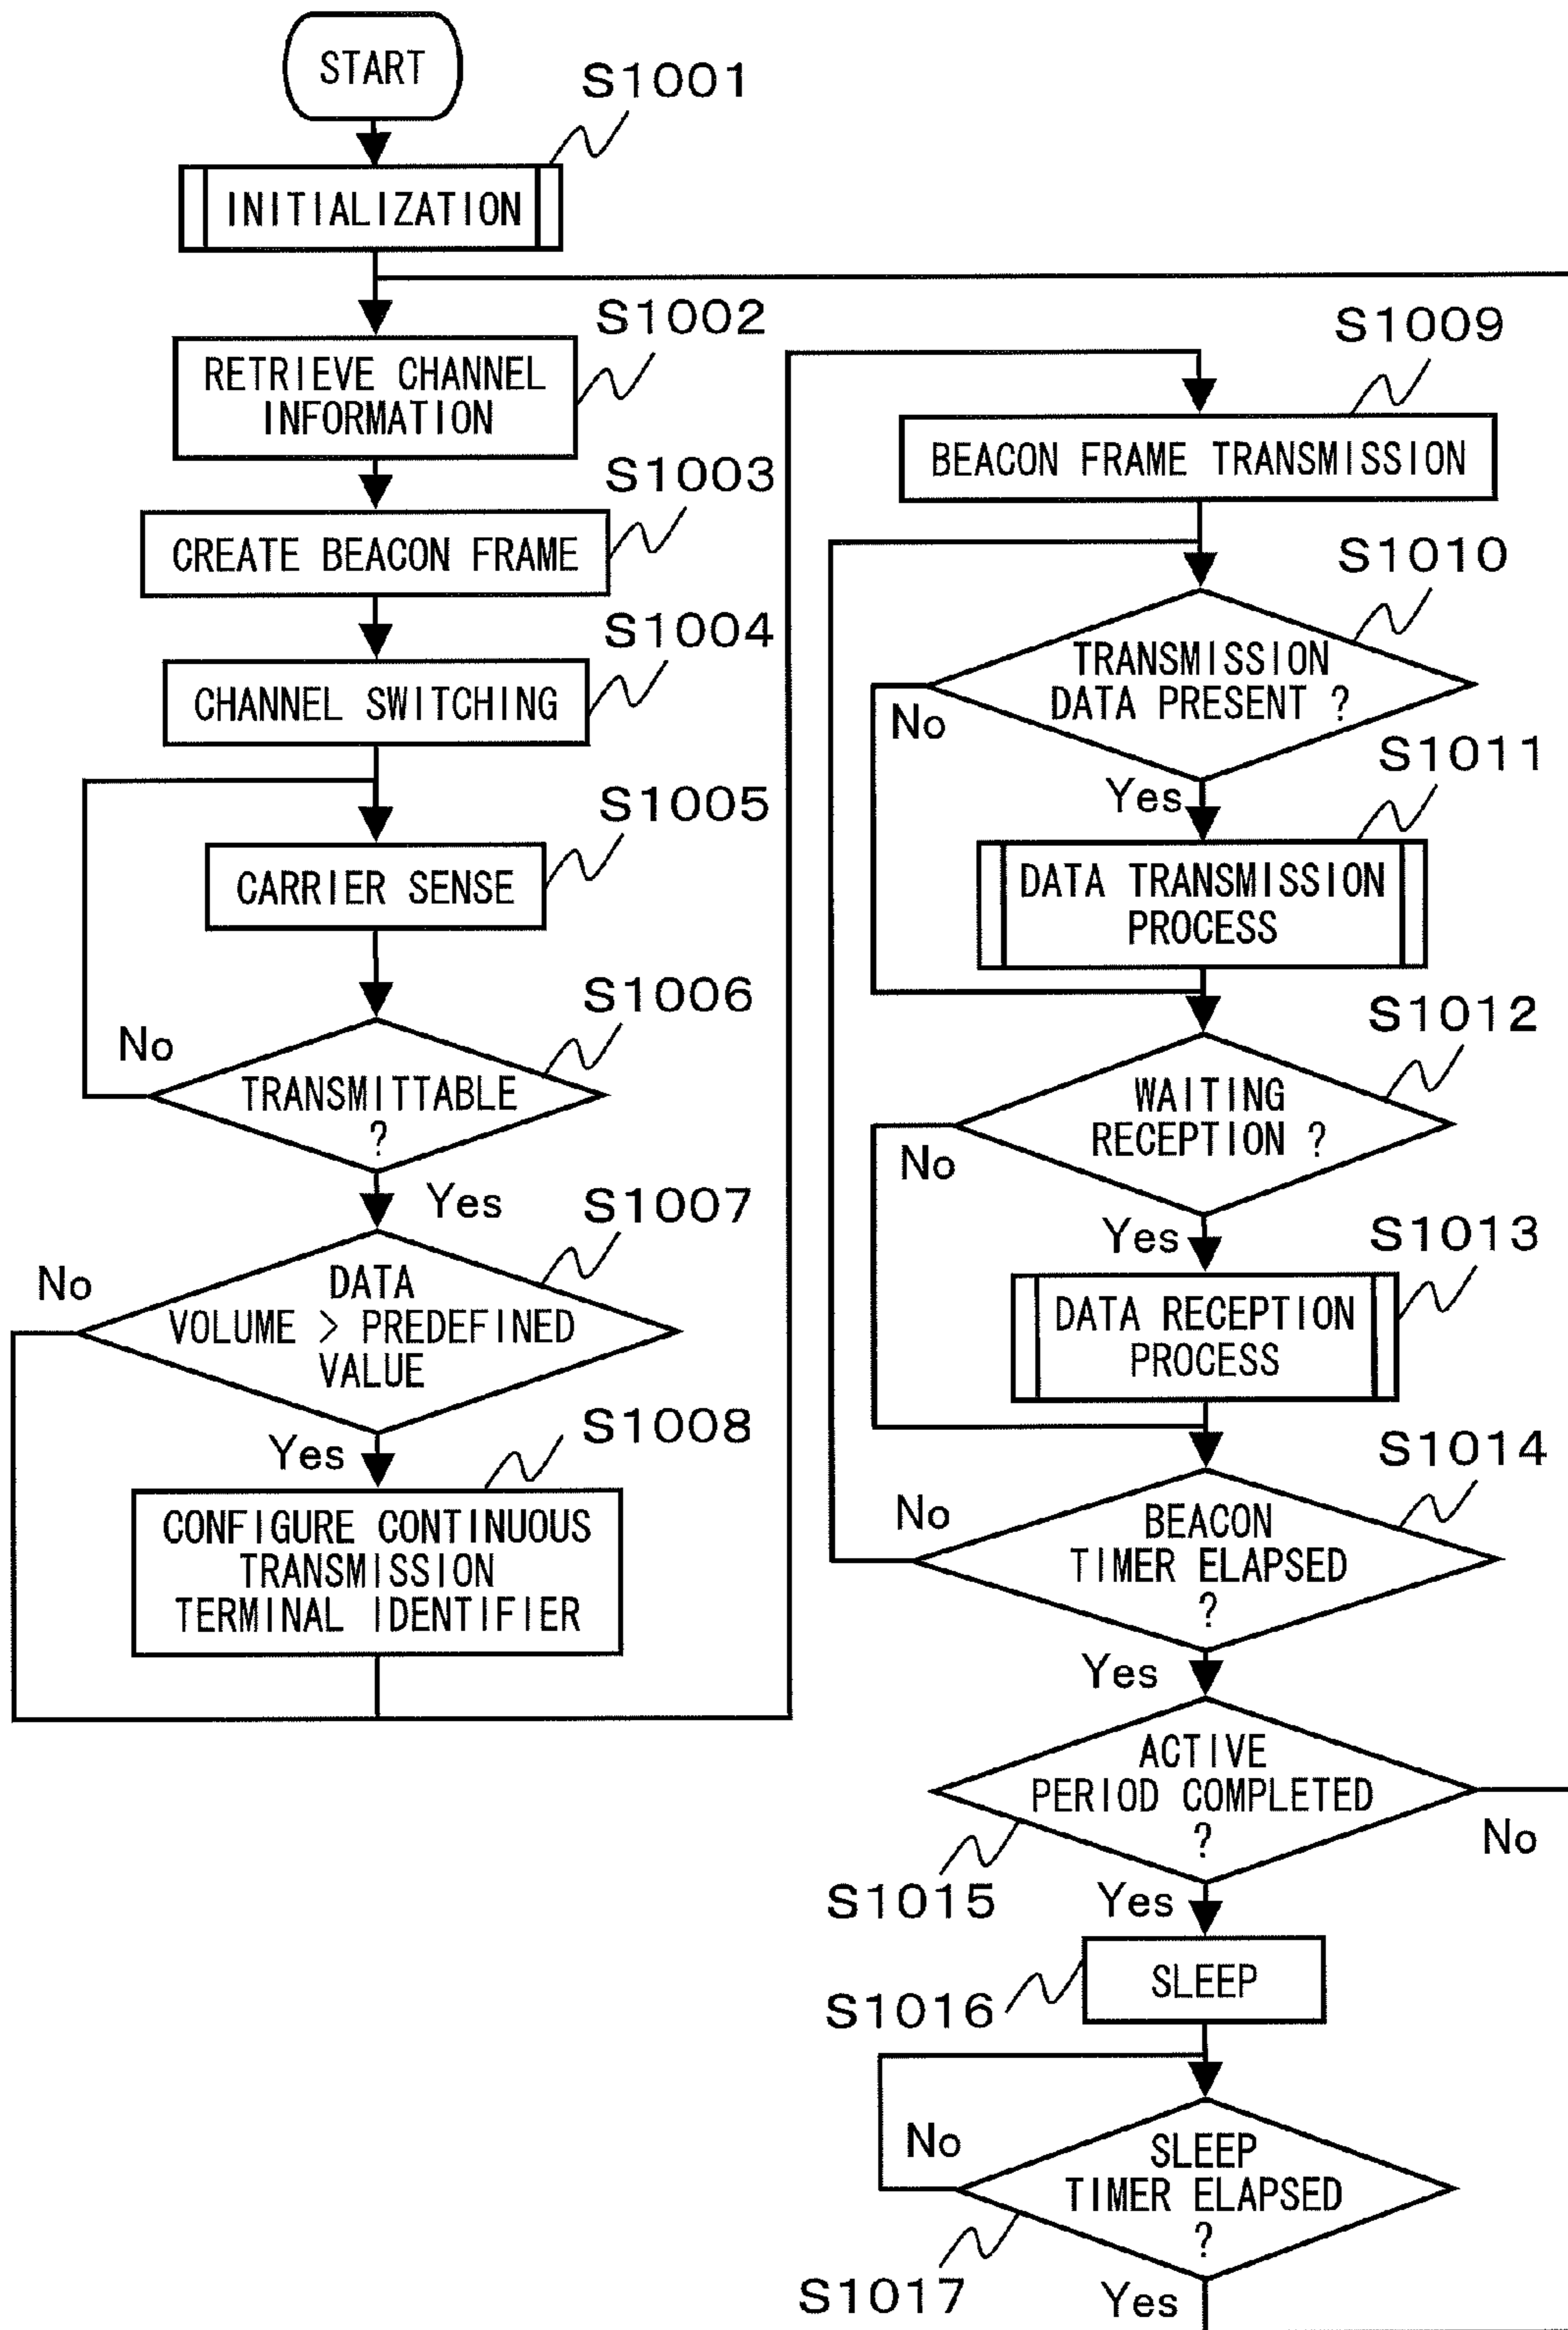 START
S1001
INITIALIZATION
S1002
RETRIEVE CHANNEL
INFORMATION
S1003
CREATE BEACON FRAME
S1004
CHANNEL SWITCHING
S1005
CARRIER SENSE
S1006
No
TRANSMITTABLE
?
Yes
S1007
No
DATA
VOLUME > PREDEFINED
VALUE
Yes
S1008
CONFIGURE CONTINUOUS
TRANSMISSION
TERMINAL IDENTIFIER
S1009
BEACON FRAME TRANSMISSION
S1010
TRANSMISSION
DATA PRESENT ?
No
Yes
S1011
DATA TRANSMISSION
PROCESS
S1012
WAITING
RECEPTION ?
No
Yes
S1013
DATA RECEPTION
PROCESS
S1014
No
BEACON
TIMER ELAPSED
?
Yes
ACTIVE
PERIOD COMPLETED
?
No
S1015
Yes
SLEEP
S1016
No
SLEEP
TIMER ELAPSED
?
S1017
Yes